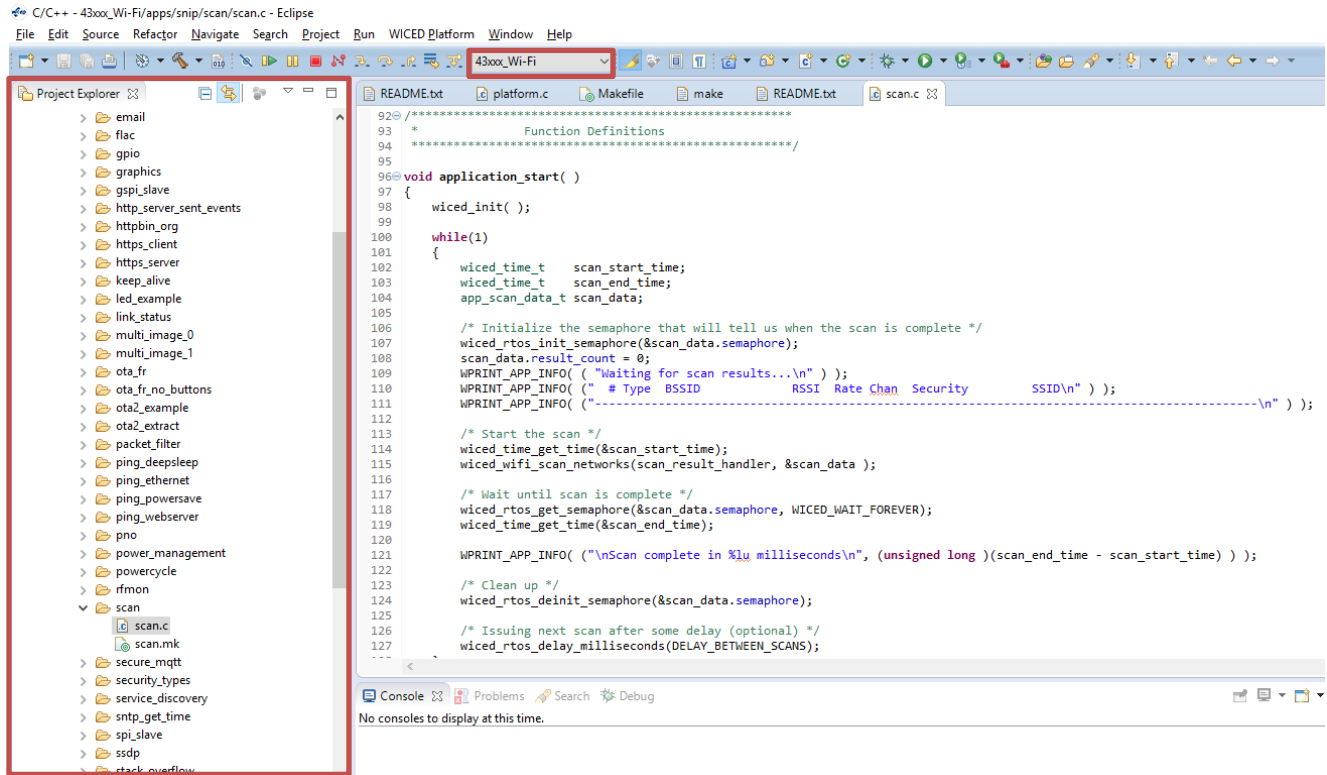 C/C++ - 43xxx_Wi-Fi/apps/snip/scan/scan.c - Eclipse
File Edit Source Refactor Navigate Search Project Run WICED Platform Window Help
43xxx_Wi-Fi
Project Explorer
email
flac
gpio
graphics
gspi_slave
http_server_sent_events
httpbin_org
https_client
https_server
keep_alive
led_example
link_status
multi_image_0
multi_image_1
ota_fr
ota_fr_no_buttons
ota2_example
ota2_extract
packet_filter
ping_deepsleep
ping_ethernet
ping_powersave
ping_webserver
pno
power_management
powercycle
rfmon
scan
scan.c
scan.mk
secure_mqtt
security_types
service_discovery
sntp_get_time
spi_slave
ssdp
stack_overflow
README.txt platform.c Makefile make README.txt scan.c
92 /******************************************************
93 * Function Definitions
94 ******************************************************/
95
96 void application_start( )
97 {
98 wiced_init( );
99
100 while(1)
101 {
102 wiced_time_t scan_start_time;
103 wiced_time_t scan_end_time;
104 app_scan_data_t scan_data;
105
106 /* Initialize the semaphore that will tell us when the scan is complete */
107 wiced_rtos_init_semaphore(&scan_data.semaphore);
108 scan_data.result_count = 0;
109 WPRINT_APP_INFO( ( "Waiting for scan results...\n" ) );
110 WPRINT_APP_INFO( (" # Type BSSID RSSI Rate Chan Security SSID\n" ) );
111 WPRINT_APP_INFO( ("----------------------------------------------------------------------------------------------\n" ) );
112
113 /* Start the scan */
114 wiced_time_get_time(&scan_start_time);
115 wiced_wifi_scan_networks(scan_result_handler, &scan_data );
116
117 /* Wait until scan is complete */
118 wiced_rtos_get_semaphore(&scan_data.semaphore, WICED_WAIT_FOREVER);
119 wiced_time_get_time(&scan_end_time);
120
121 WPRINT_APP_INFO( ("\nScan complete in %lu milliseconds\n", (unsigned long )(scan_end_time - scan_start_time) ) );
122
123 /* Clean up */
124 wiced_rtos_deinit_semaphore(&scan_data.semaphore);
125
126 /* Issuing next scan after some delay (optional) */
127 wiced_rtos_delay_milliseconds(DELAY_BETWEEN_SCANS);
Console Problems Search Debug
No consoles to display at this time.